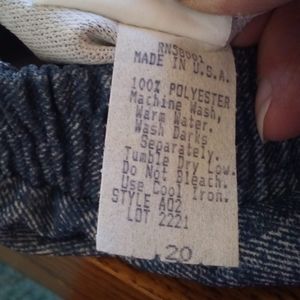 RN58661
MADE IN U.S.A.
100% POLYESTER
Machine Wash,
Warm Water.
Wash Darks
Separately.
Tumble Dry Low.
Do Not Bleach.
Use Cool Iron.
STYLE A02
LOT 2221
20